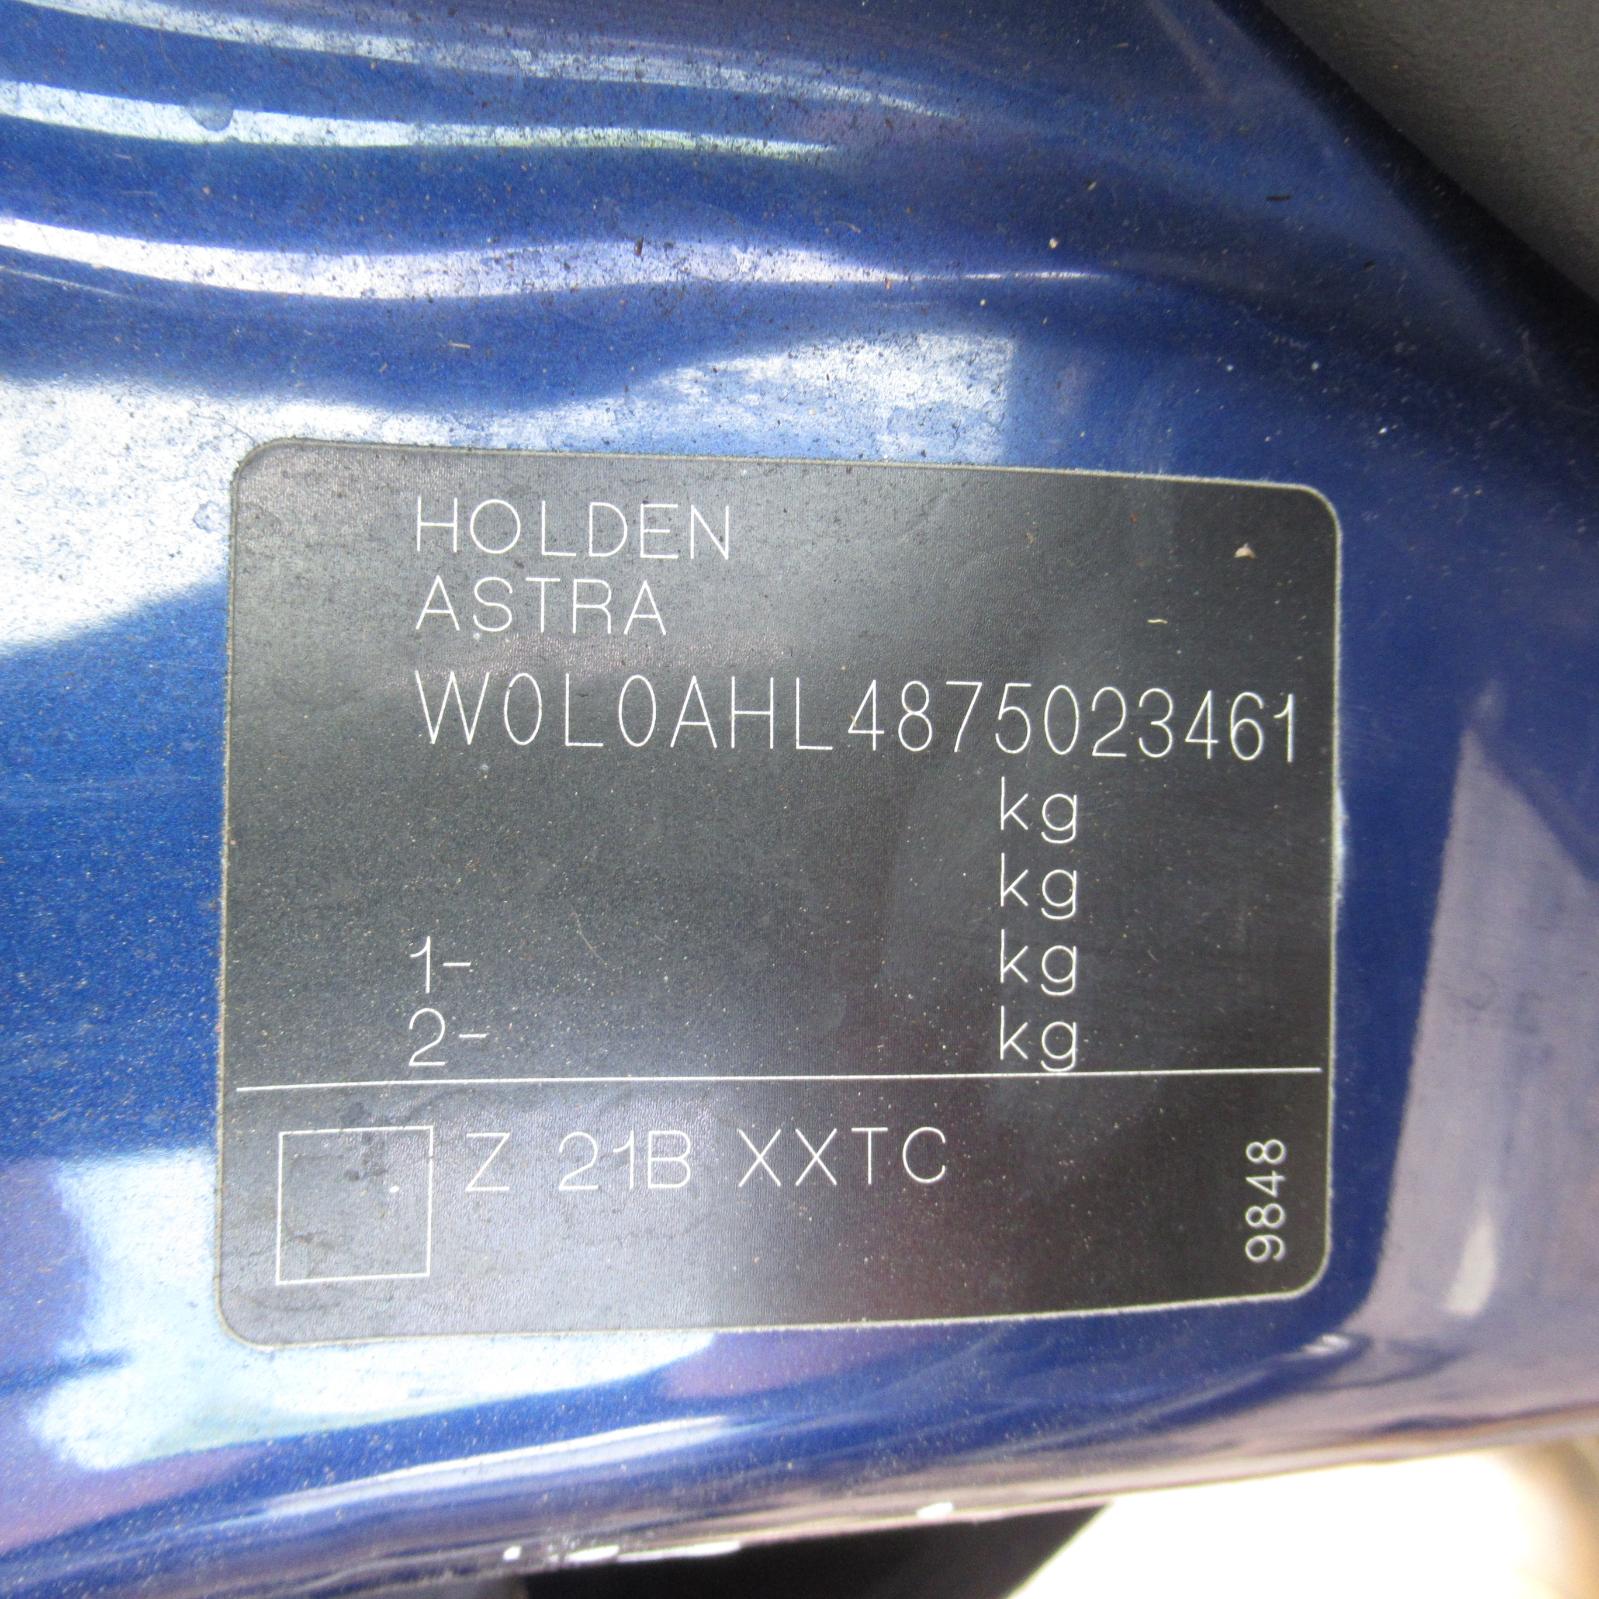 HOLDEN
ASTRA
W0L0AHL4875023461
kg
kg
1- kg
2- kg
Z 21B XXTC
9848